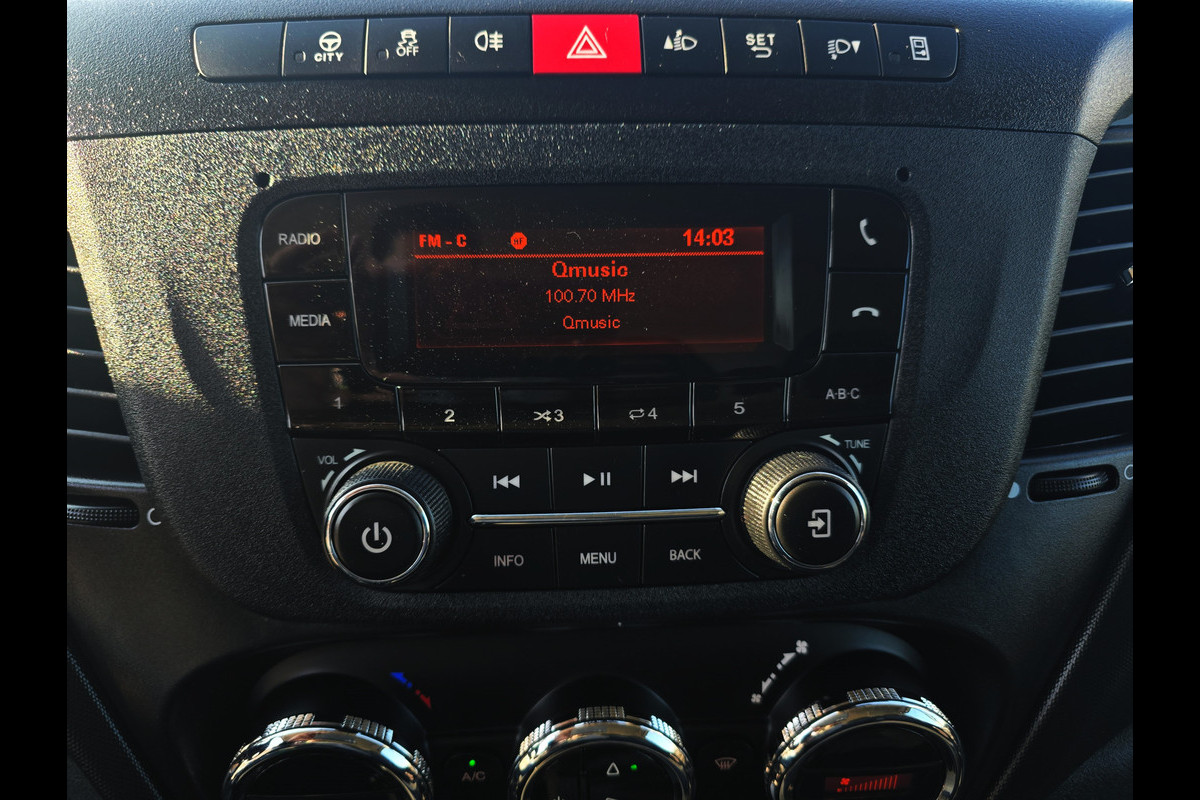 CITY
OFF
SET
RADIO
FM-C
14:03
Qmusic
100.70 MHz
Qmusic
MEDIA
1
2
3
4
5
A·B·C
VOL
TUNE
INFO
MENU
BACK
A/C